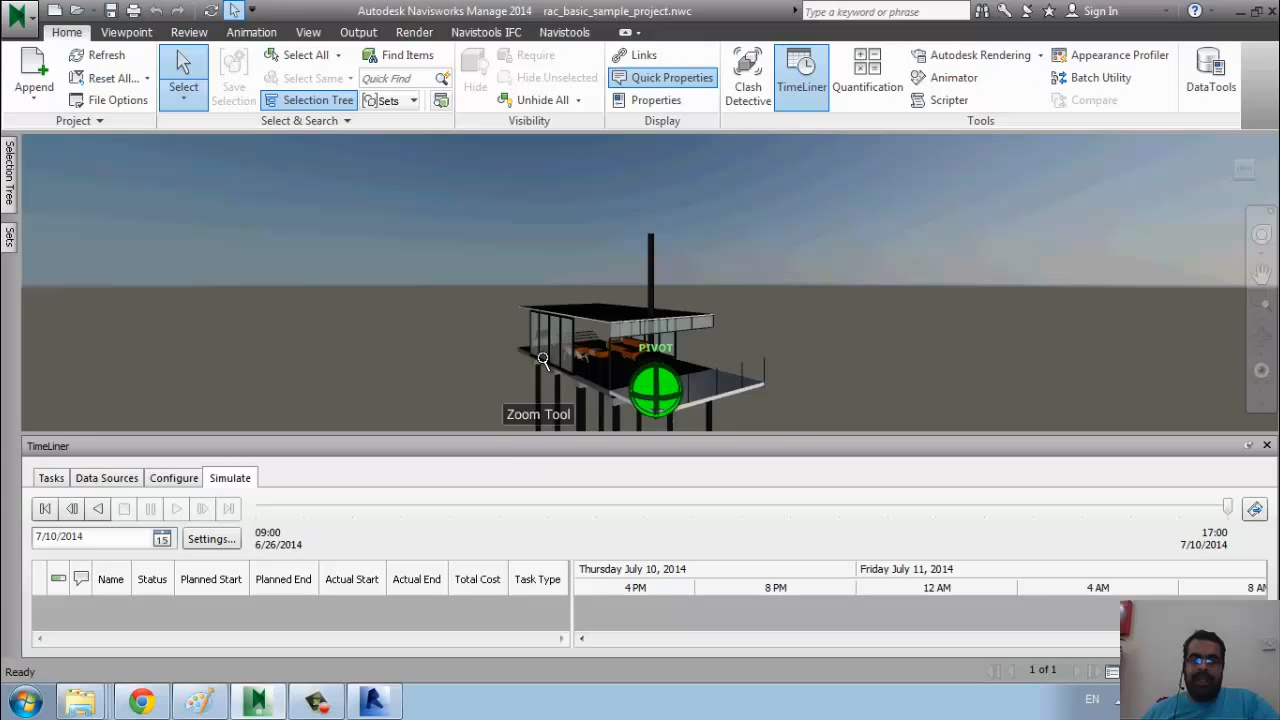 Autodesk Navisworks Manage 2014 rac_basic_sample_project.nwc
Type a keyword or phrase
Sign In
Home Viewpoint Review View Animation Output Render Navistools IFC Navistools
Append
Refresh
Reset All...
File Options
Project
Select
Save Selection
Select All
Select Same
Selection Tree
Find Items
Quick Find
Sets
Select & Search
Hide
Require
Hide Unselected
Unhide All
Visibility
Links
Quick Properties
Properties
Display
Clash Detective
TimeLiner
Quantification
Autodesk Rendering
Animator
Scripter
Appearance Profiler
Batch Utility
Compare
DataTools
Tools
Selection Tree
Sets
PIVOT
Zoom Tool
TimeLiner
Tasks Data Sources Configure Simulate
7/10/2014
15
Settings...
09:00
6/26/2014
17:00
7/10/2014
Name Status Planned Start Planned End Actual Start Actual End Total Cost Task Type
Thursday July 10, 2014 Friday July 11, 2014
4 PM 8 PM 12 AM 4 AM 8 AM
Ready
1 of 1
EN